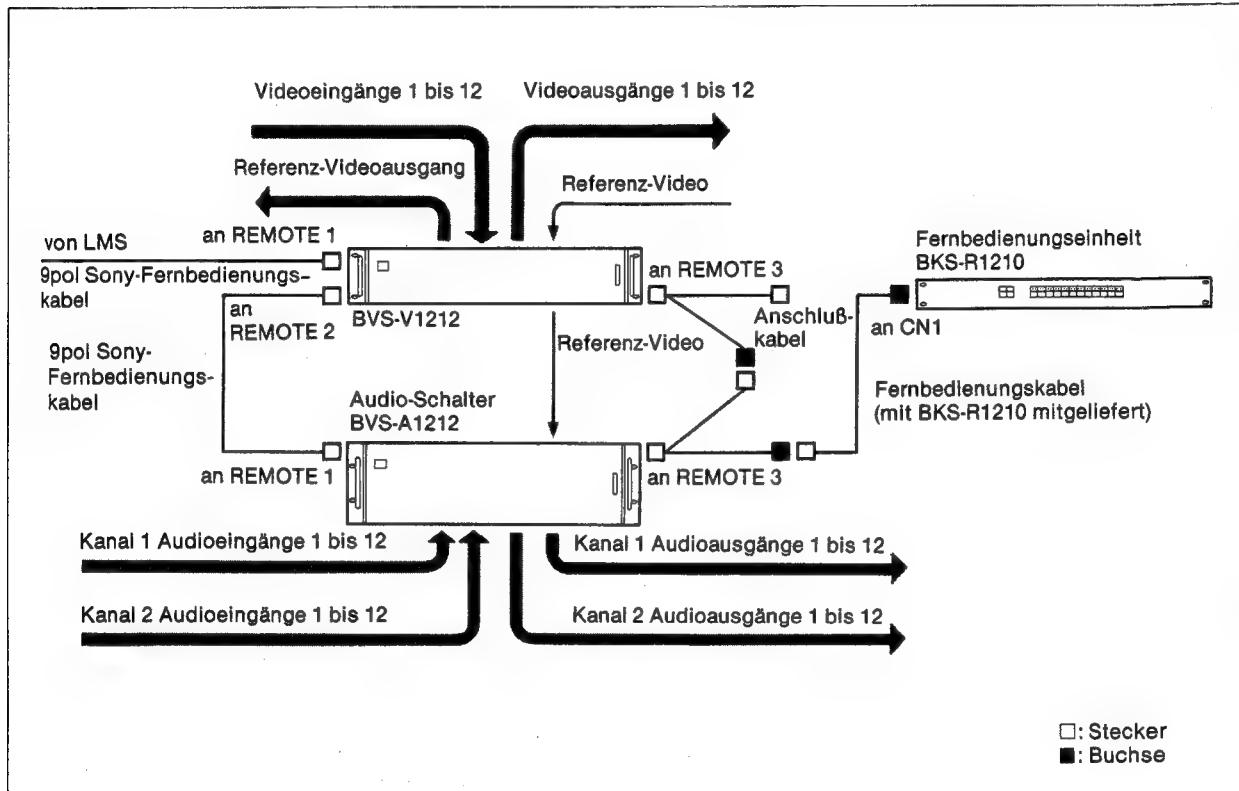 Videoeingänge 1 bis 12
Videoausgänge 1 bis 12
Referenz-Videoausgang
Referenz-Video
von LMS
an REMOTE 1
9pol Sony-Fernbedienungs-
kabel
an
REMOTE 2
BVS-V1212
an REMOTE 3
Anschluß-
kabel
Fernbedienungseinheit
BKS-R1210
an CN1
9pol Sony-
Fernbedienungs-
kabel
Referenz-Video
Audio-Schalter
BVS-A1212
Fernbedienungskabel
(mit BKS-R1210 mitgeliefert)
an REMOTE 1
an REMOTE 3
Kanal 1 Audioeingänge 1 bis 12
Kanal 1 Audioausgänge 1 bis 12
Kanal 2 Audioeingänge 1 bis 12
Kanal 2 Audioausgänge 1 bis 12
□: Stecker
■: Buchse